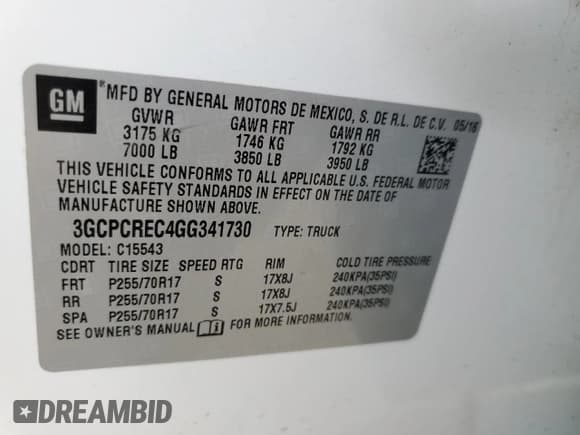 GM
® MFD BY GENERAL MOTORS DE MEXICO, S. DE R.L. DE C.V. 05/16
GVWR GAWR FRT GAWR RR
3175 KG 1746 KG 1792 KG
7000 LB 3850 LB 3950 LB
THIS VEHICLE CONFORMS TO ALL APPLICABLE U.S. FEDERAL MOTOR
VEHICLE SAFETY STANDARDS IN EFFECT ON THE DATE OF
MANUFACTURE SHOWN ABOVE.
3GCPCREC4GG341730 TYPE: TRUCK
MODEL: C15543
CDRT TIRE SIZE SPEED RTG RIM COLD TIRE PRESSURE
FRT P255/70R17 S 17X8J 240KPA(35PSI)
RR P255/70R17 S 17X8J 240KPA(35PSI)
SPA P255/70R17 S 17X7.5J 240KPA(35PSI)
SEE OWNER'S MANUAL FOR MORE INFORMATION.
DREAMBID